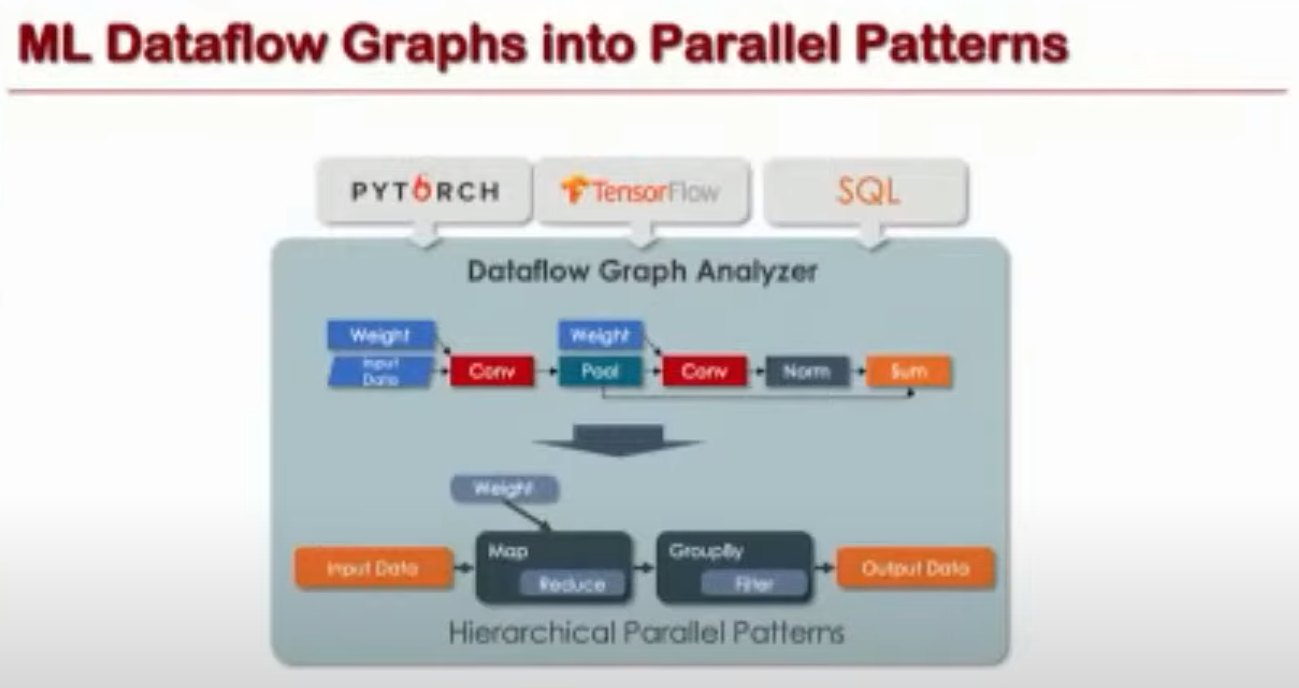 ML Dataflow Graphs into Parallel Patterns
PYTORCH
TensorFlow
SQL
Dataflow Graph Analyzer
Weight
Weight
Input
Data
Conv
Pool
Conv
Norm
Sum
Weight
Input Data
Map
Reduce
GroupBy
Filter
Output Data
Hierarchical Parallel Patterns